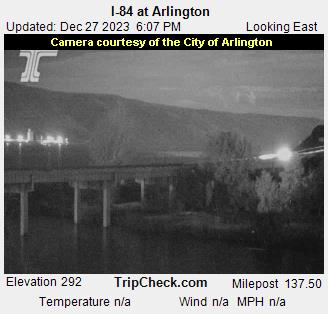 I-84 at Arlington
Updated: Dec 27 2023 6:07 PM Looking East
Camera courtesy of the City of Arlington
Elevation 292 TripCheck.com Milepost 137.50
Temperature n/a Wind n/a MPH n/a